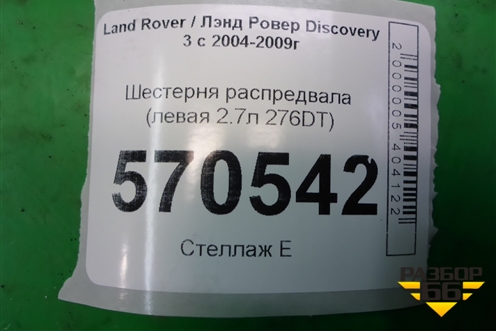 Land Rover / Лэнд Ровер Discovery
3 с 2004-2009г
Шестерня распредвала
(левая 2.7л 276DT)
570542
Стеллаж Е
2000005404122
РАЗБОР
66